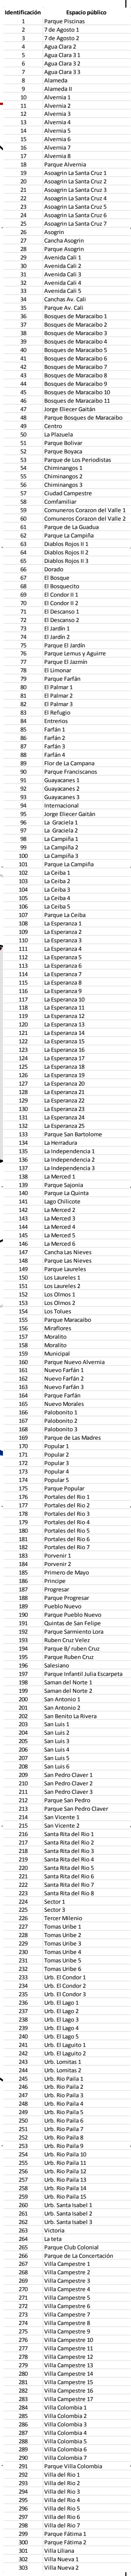 Identificación Espacio público
1 Parque Piscinas
2 7 de Agosto 1
3 7 de Agosto 2
4 Agua Clara 2
5 Agua Clara 3 1
6 Agua Clara 3 2
7 Agua Clara 3 3
8 Alameda
9 Alameda II
10 Alvernia 1
11 Alvernia 2
12 Alvernia 3
13 Alvernia 4
14 Alvernia 5
15 Alvernia 6
16 Alvernia 7
17 Alvernia 8
18 Parque Alvernia
19 Asoagrin La Santa Cruz 1
20 Asoagrin La Santa Cruz 2
21 Asoagrin La Santa Cruz 3
22 Asoagrin La Santa Cruz 4
23 Asoagrin La Santa Cruz 5
24 Asoagrin La Santa Cruz 6
25 Asoagrin La Santa Cruz 7
26 Asogrin
27 Cancha Asogrin
28 Parque Asogrin
29 Avenida Cali 1
30 Avenida Cali 2
31 Avenida Cali 3
32 Avenida Cali 4
33 Avenida Cali 5
34 Canchas Av. Cali
35 Parque Av. Cali
36 Bosques de Maracaibo 1
37 Bosques de Maracaibo 2
38 Bosques de Maracaibo 3
39 Bosques de Maracaibo 4
40 Bosques de Maracaibo 5
41 Bosques de Maracaibo 6
42 Bosques de Maracaibo 7
43 Bosques de Maracaibo 8
44 Bosques de Maracaibo 9
45 Bosques de Maracaibo 10
46 Bosques de Maracaibo 11
47 Jorge Eliecer Gaitán
48 Parque Bosques de Maracaibo
49 Centro
50 La Plazuela
51 Parque Bolivar
52 Parque Boyaca
53 Parque de Los Periodistas
54 Chiminangos 1
55 Chiminangos 2
56 Chiminangos 3
57 Ciudad Campestre
58 Comfamiliar
59 Comuneros Corazon del Valle 1
60 Comuneros Corazon del Valle 2
61 Parque de La Guadua
62 Parque La Campiña
63 Diablos Rojos II 1
64 Diablos Rojos II 2
65 Diablos Rojos II 3
66 Dorado
67 El Bosque
68 El Bosquecito
69 El Condor II 1
70 El Condor II 2
71 El Descanso 1
72 El Descanso 2
73 El Jardin 1
74 El Jardin 2
75 Parque El Jardin
76 Parque Lemus y Aguirre
77 Parque El Jazmín
78 El Limonar
79 Parque Farfán
80 El Palmar 1
81 El Palmar 2
82 El Palmar 3
83 El Refugio
84 Entrerios
85 Farfán 1
86 Farfán 2
87 Farfán 3
88 Farfán 4
89 Flor de La Campana
90 Parque Franciscanos
91 Guayacanes 1
92 Guayacanes 2
93 Guayacanes 3
94 Internacional
95 Jorge Eliecer Gaitán
96 La Graciela 1
97 La Graciela 2
98 La Campiña 1
99 La Campiña 2
100 La Campiña 3
101 Parque La Campiña
102 La Ceiba 1
103 La Ceiba 2
104 La Ceiba 3
105 La Ceiba 4
106 La Ceiba 5
107 Parque La Ceiba
108 La Esperanza 1
109 La Esperanza 2
110 La Esperanza 3
111 La Esperanza 4
112 La Esperanza 5
113 La Esperanza 6
114 La Esperanza 7
115 La Esperanza 8
116 La Esperanza 9
117 La Esperanza 10
118 La Esperanza 11
119 La Esperanza 12
120 La Esperanza 13
121 La Esperanza 14
122 La Esperanza 15
123 La Esperanza 16
124 La Esperanza 17
125 La Esperanza 18
126 La Esperanza 19
127 La Esperanza 20
128 La Esperanza 21
129 La Esperanza 22
130 La Esperanza 23
131 La Esperanza 24
132 La Esperanza 25
133 Parque San Bartolome
134 La Herradura
135 La Independencia 1
136 La Independencia 2
137 La Independencia 3
138 La Merced 1
139 Parque Sajonia
140 Parque La Quinta
141 Lago Chilicote
142 La Merced 2
143 La Merced 3
144 La Merced 4
145 La Merced 5
146 La Merced 6
147 Cancha Las Nieves
148 Parque Las Nieves
149 Parque Laureles
150 Los Laureles 1
151 Los Laureles 2
152 Los Olmos 1
153 Los Olmos 2
154 Los Tolues
155 Parque Maracaibo
156 Miraflores
157 Moralito
158 Moralito
159 Municipal
160 Parque Nuevo Alvernia
161 Nuevo Farfán 1
162 Nuevo Farfán 2
163 Nuevo Farfán 3
164 Parque Farfán
165 Nuevo Morales
166 Palobonito 1
167 Palobonito 2
168 Palobonito 3
169 Parque de Las Madres
170 Popular 1
171 Popular 2
172 Popular 3
173 Popular 4
174 Popular 5
175 Parque Popular
176 Portales del Rio 1
177 Portales del Rio 2
178 Portales del Rio 3
179 Portales del Rio 4
180 Portales del Rio 5
181 Portales del Rio 6
182 Portales del Rio 7
183 Porvenir 1
184 Porvenir 2
185 Primero de Mayo
186 Principe
187 Progresar
188 Parque Progresar
189 Pueblo Nuevo
190 Parque Pueblo Nuevo
191 Quintas de San Felipe
192 Parque Sarmiento Lora
193 Ruben Cruz Velez
194 Parque B/ ruben Cruz
195 Parque Ruben Cruz
196 Salesiano
197 Parque Infantil Julia Escarpeta
198 Saman del Norte 1
199 Saman del Norte 2
200 San Antonio 1
201 San Antonio 2
202 San Benito La Rivera
203 San Luis 1
204 San Luis 2
205 San Luis 3
206 San Luis 4
207 San Luis 5
208 San Luis 6
209 San Pedro Claver 1
210 San Pedro Claver 2
211 San Pedro Claver 3
212 Parque San Pedro
213 Parque San Pedro Claver
214 San Vicente 1
215 San Vicente 2
216 Santa Rita del Rio 1
217 Santa Rita del Rio 2
218 Santa Rita del Rio 3
219 Santa Rita del Rio 4
220 Santa Rita del Rio 5
221 Santa Rita del Rio 6
222 Santa Rita del Rio 7
223 Santa Rita del Rio 8
224 Sector 1
225 Sector 3
226 Tercer Milenio
227 Tomas Uribe 1
228 Tomas Uribe 2
229 Tomas Uribe 3
230 Tomas Uribe 4
231 Tomas Uribe 5
232 Tomas Uribe 6
233 Urb. El Condor 1
234 Urb. El Condor 2
235 Urb. El Condor 3
236 Urb. El Lago 1
237 Urb. El Lago 2
238 Urb. El Lago 3
239 Urb. El Lago 4
240 Urb. El Lago 5
241 Urb. El Laguito 1
242 Urb. El Laguito 2
243 Urb. Lomitas 1
244 Urb. Lomitas 2
245 Urb. Rio Paila 1
246 Urb. Rio Paila 2
247 Urb. Rio Paila 3
248 Urb. Rio Paila 4
249 Urb. Rio Paila 5
250 Urb. Rio Paila 6
251 Urb. Rio Paila 7
252 Urb. Rio Paila 8
253 Urb. Rio Paila 9
254 Urb. Rio Paila 10
255 Urb. Rio Paila 11
256 Urb. Rio Paila 12
257 Urb. Rio Paila 13
258 Urb. Rio Paila 14
259 Urb. Rio Paila 15
260 Urb. Santa Isabel 1
261 Urb. Santa Isabel 2
262 Urb. Santa Isabel 3
263 Victoria
264 La teta
265 Parque Club Colonial
266 Parque de La Concertación
267 Villa Campestre 1
268 Villa Campestre 2
269 Villa Campestre 3
270 Villa Campestre 4
271 Villa Campestre 5
272 Villa Campestre 6
273 Villa Campestre 7
274 Villa Campestre 8
275 Villa Campestre 9
276 Villa Campestre 10
277 Villa Campestre 11
278 Villa Campestre 12
279 Villa Campestre 13
280 Villa Campestre 14
281 Villa Campestre 15
282 Villa Campestre 16
283 Villa Campestre 17
284 Villa Colombia 1
285 Villa Colombia 2
286 Villa Colombia 3
287 Villa Colombia 4
288 Villa Colombia 5
289 Villa Colombia 6
290 Villa Colombia 7
291 Parque Villa Colombia
292 Villa del Rio 1
293 Villa del Rio 2
294 Villa del Rio 3
295 Villa del Rio 4
296 Villa del Rio 5
297 Villa del Rio 6
298 Villa del Rio 7
299 Parque Fátima 1
300 Parque Fátima 2
301 Villa Liliana
302 Villa Nueva 1
303 Villa Nueva 2